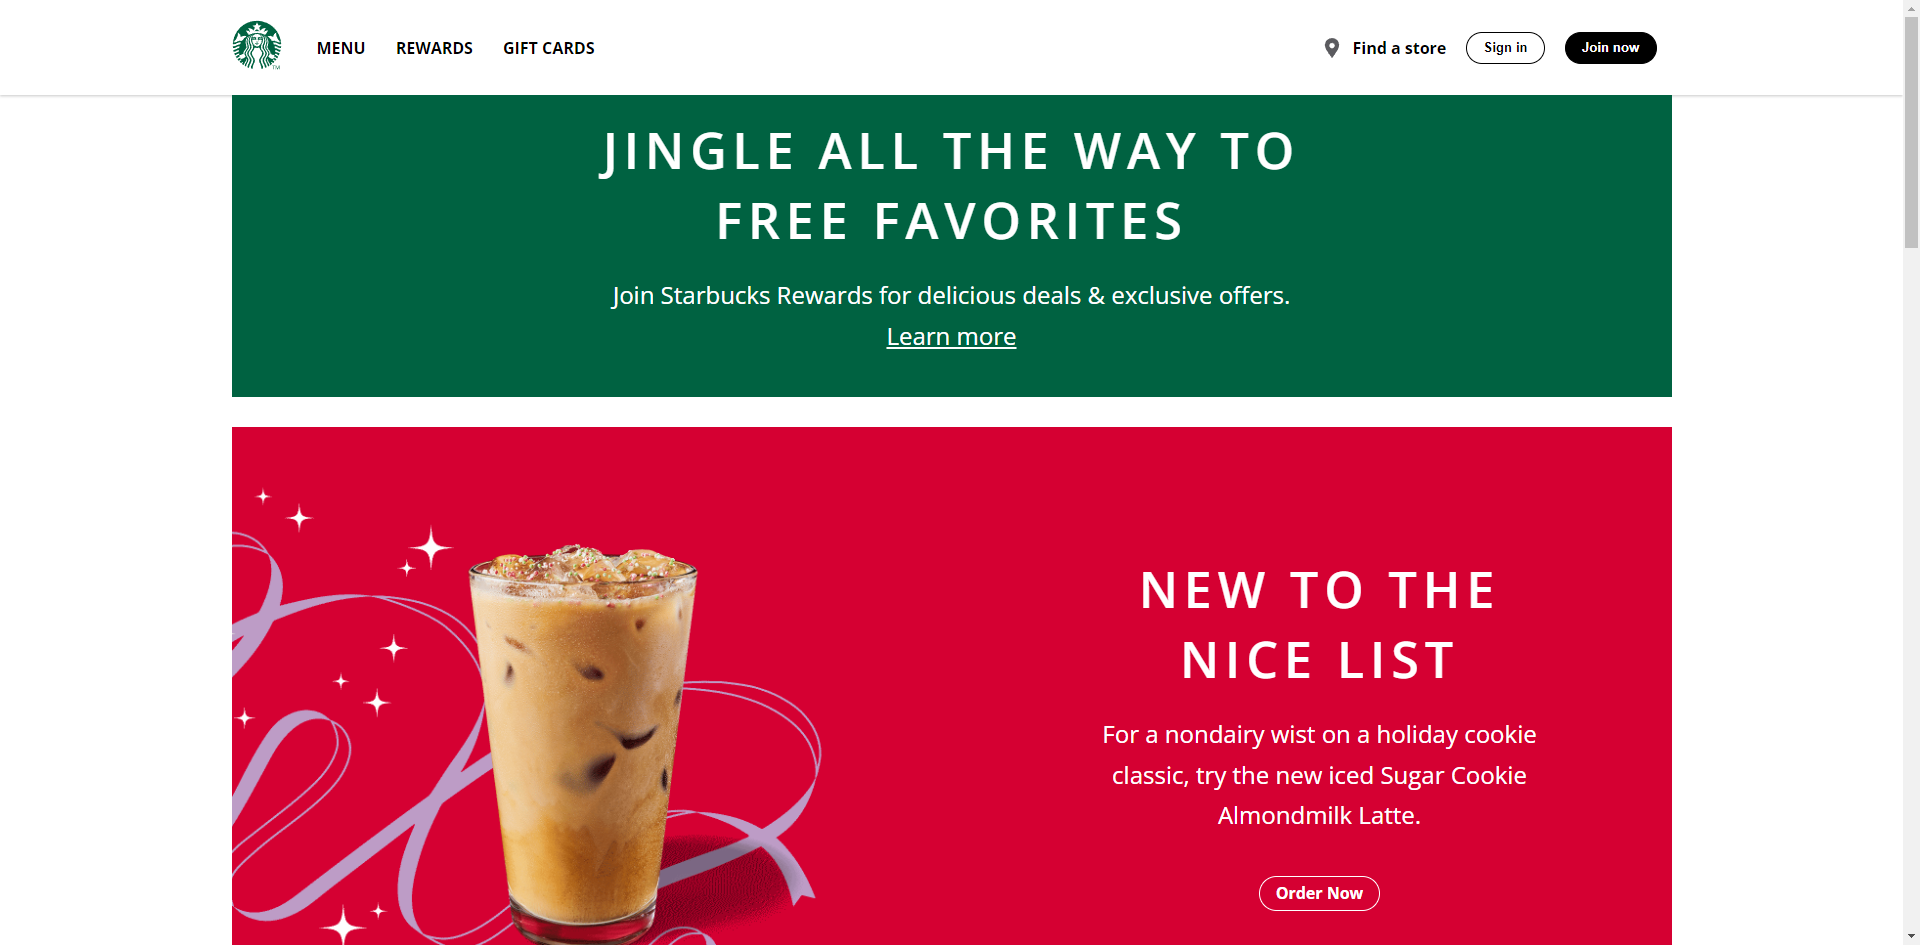 MENU REWARDS GIFT CARDS Find a store Sign in Join now
JINGLE ALL THE WAY TO
FREE FAVORITES
Join Starbucks Rewards for delicious deals & exclusive offers.
Learn more
NEW TO THE
NICE LIST
For a nondairy wist on a holiday cookie
classic, try the new iced Sugar Cookie
Almondmilk Latte.
Order Now